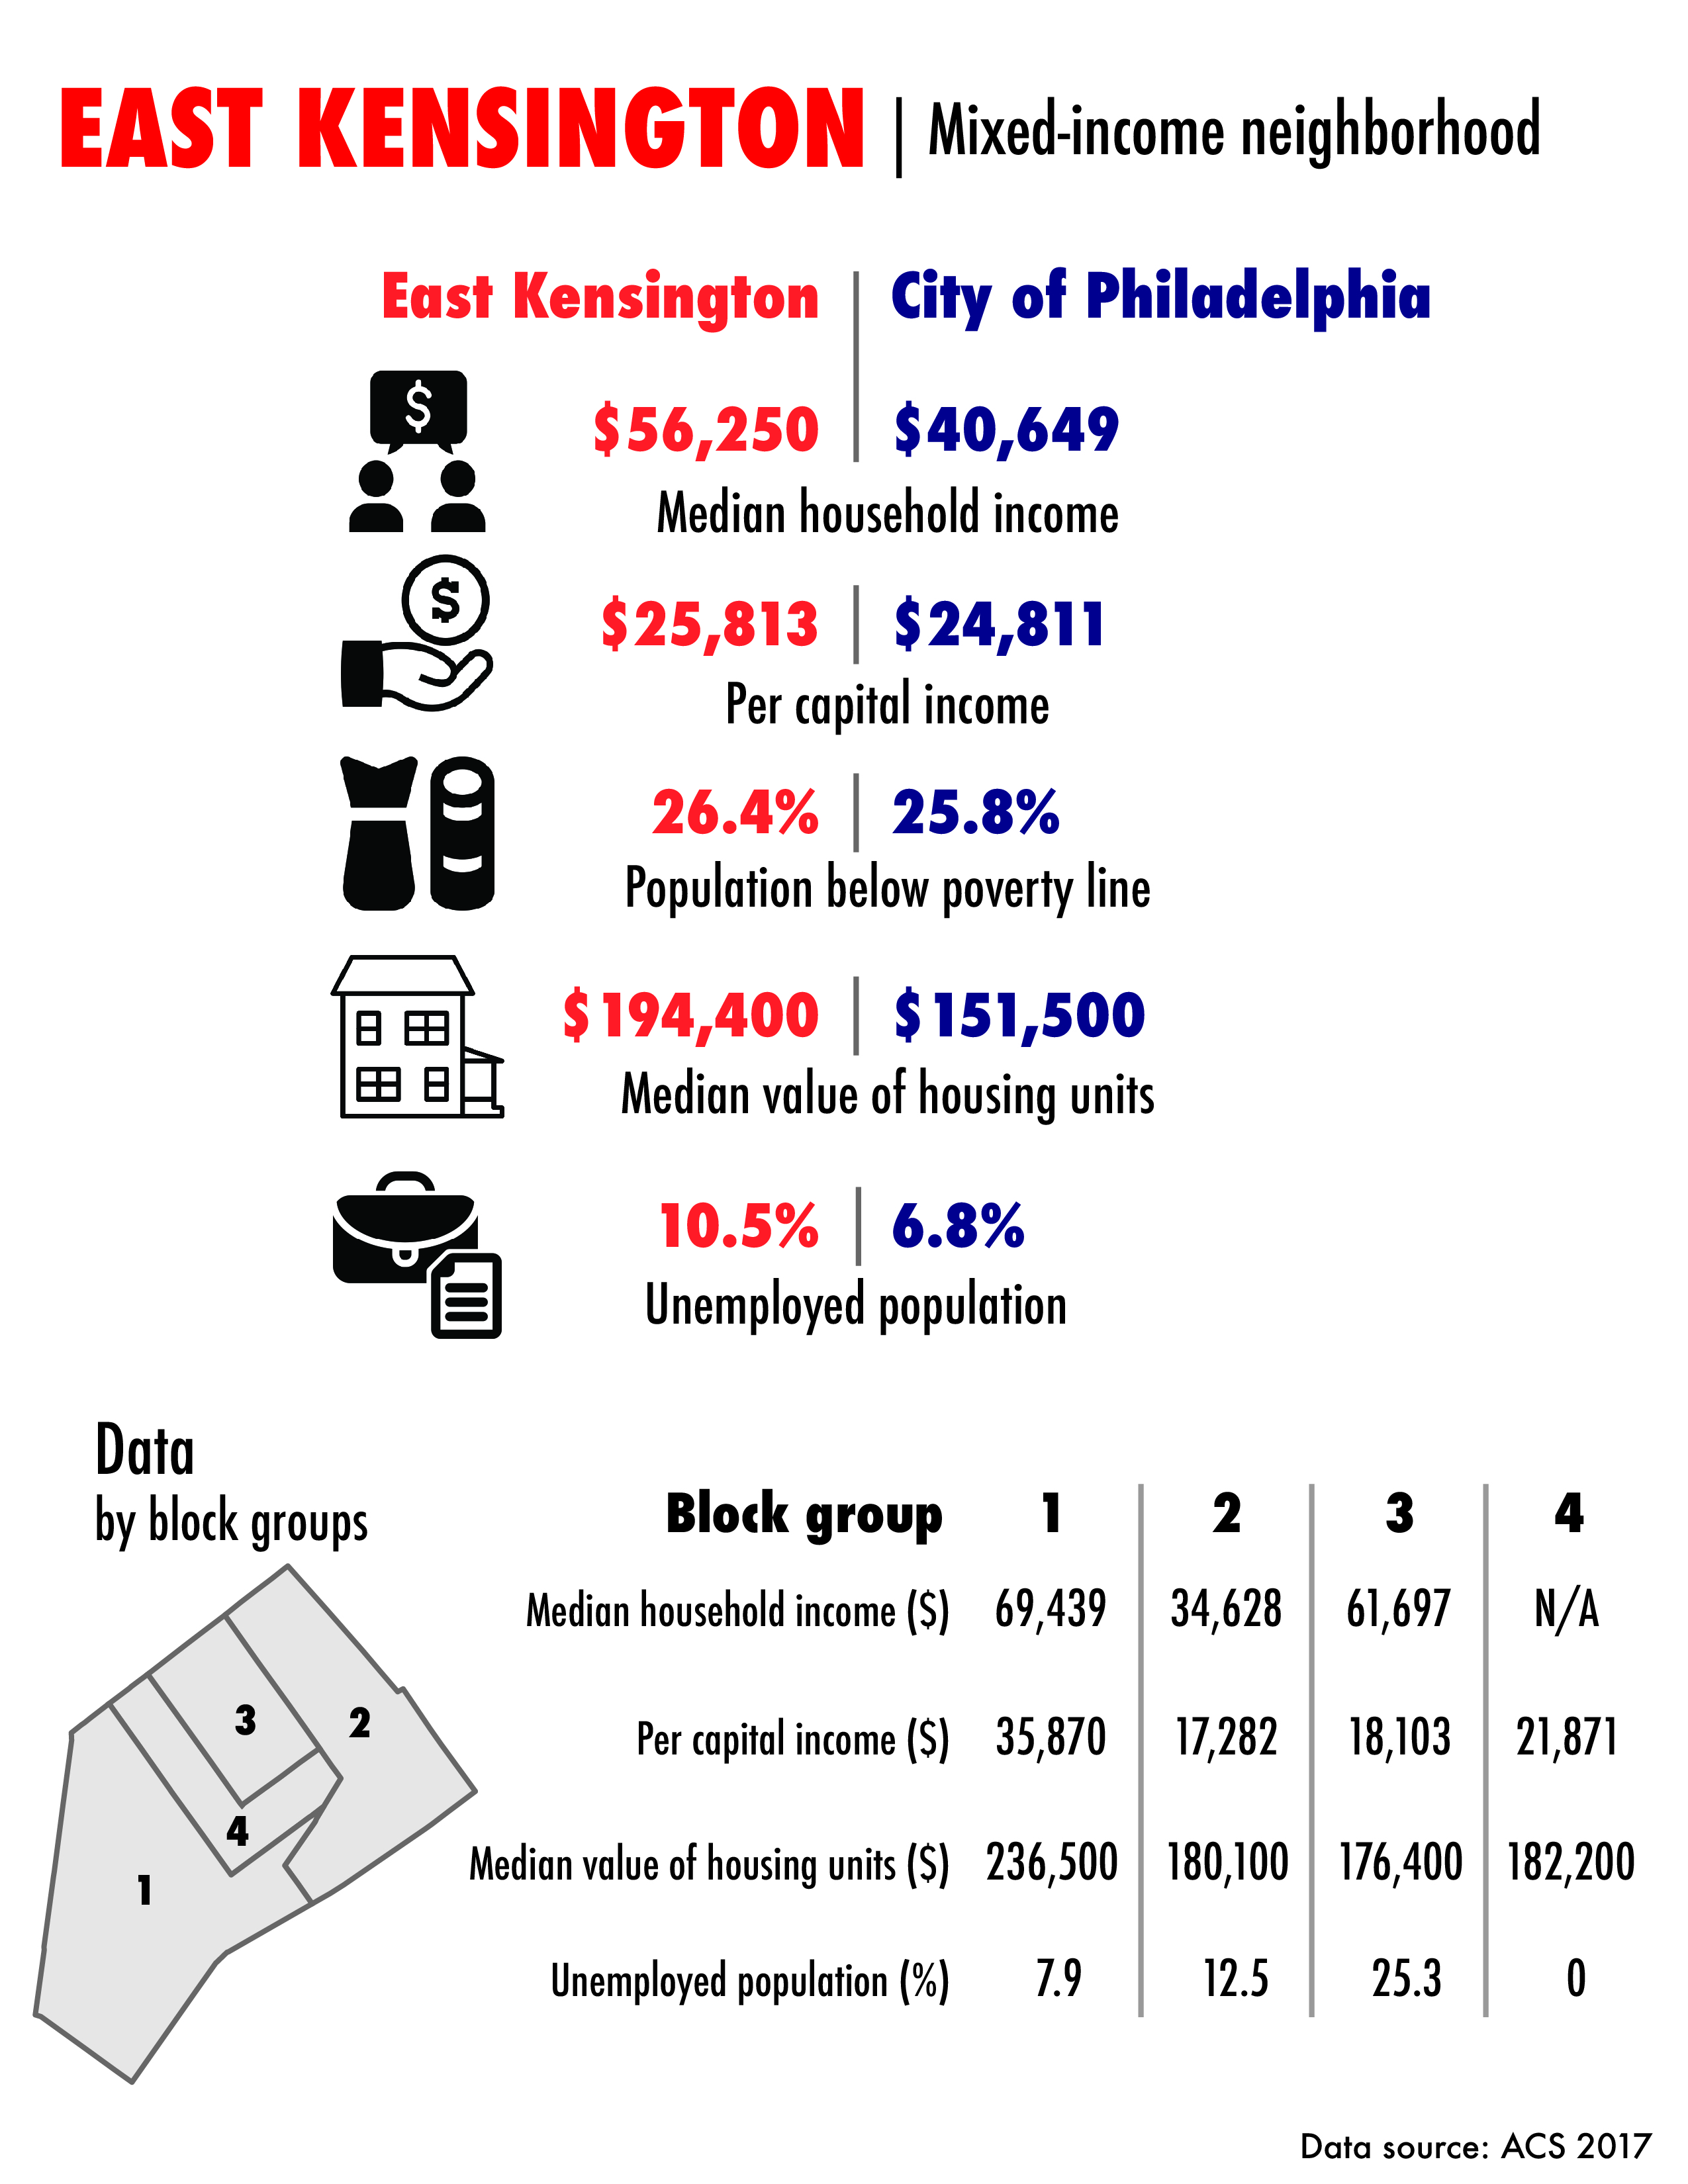 EAST KENSINGTON | Mixed-income neighborhood
East Kensington | City of Philadelphia
$
$56,250 | $40,649
Median household income
$
$25,813 | $24,811
Per capital income
26.4% | 25.8%
Population below poverty line
$194,400 | $151,500
Median value of housing units
10.5% | 6.8%
Unemployed population
Data
by block groups
Block group 1 2 3 4
Median household income ($) 69,439 34,628 61,697 N/A
Per capital income ($) 35,870 17,282 18,103 21,871
Median value of housing units ($) 236,500 180,100 176,400 182,200
Unemployed population (%) 7.9 12.5 25.3 0
3
2
4
1
Data source: ACS 2017